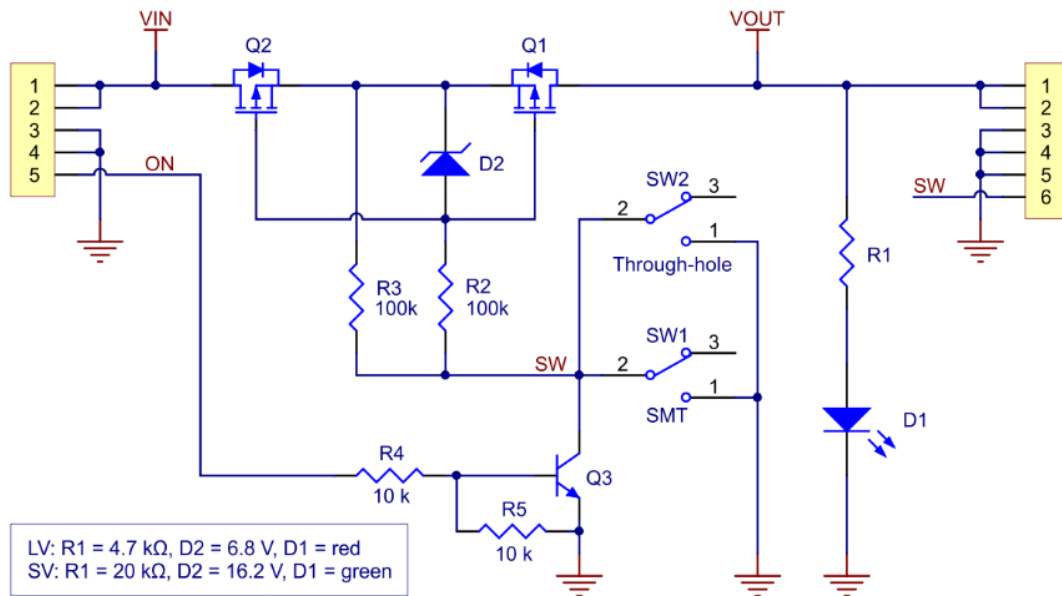 VIN
VOUT
Q2
Q1
1
2
3
4
5
1
2
3
4
5
6
ON
D2
SW2
3
2
1
Through-hole
SW
R1
R3
100k
R2
100k
SW
SW1
3
2
1
SMT
D1
R4
10 k
Q3
R5
10 k
LV: R1 = 4.7 kΩ, D2 = 6.8 V, D1 = red
SV: R1 = 20 kΩ, D2 = 16.2 V, D1 = green